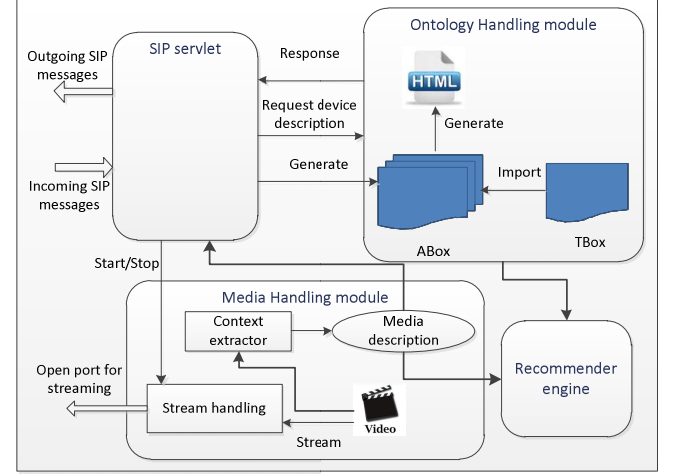 Ontology Handling module
SIP servlet
Outgoing SIP
messages
Response
HTML
Request device
description
Generate
Generate
Import
Incoming SIP
messages
ABox
TBox
Start/Stop
Media Handling module
Context
extractor
Media
description
Recommender
engine
Open port for
streaming
Stream handling
Video
Stream